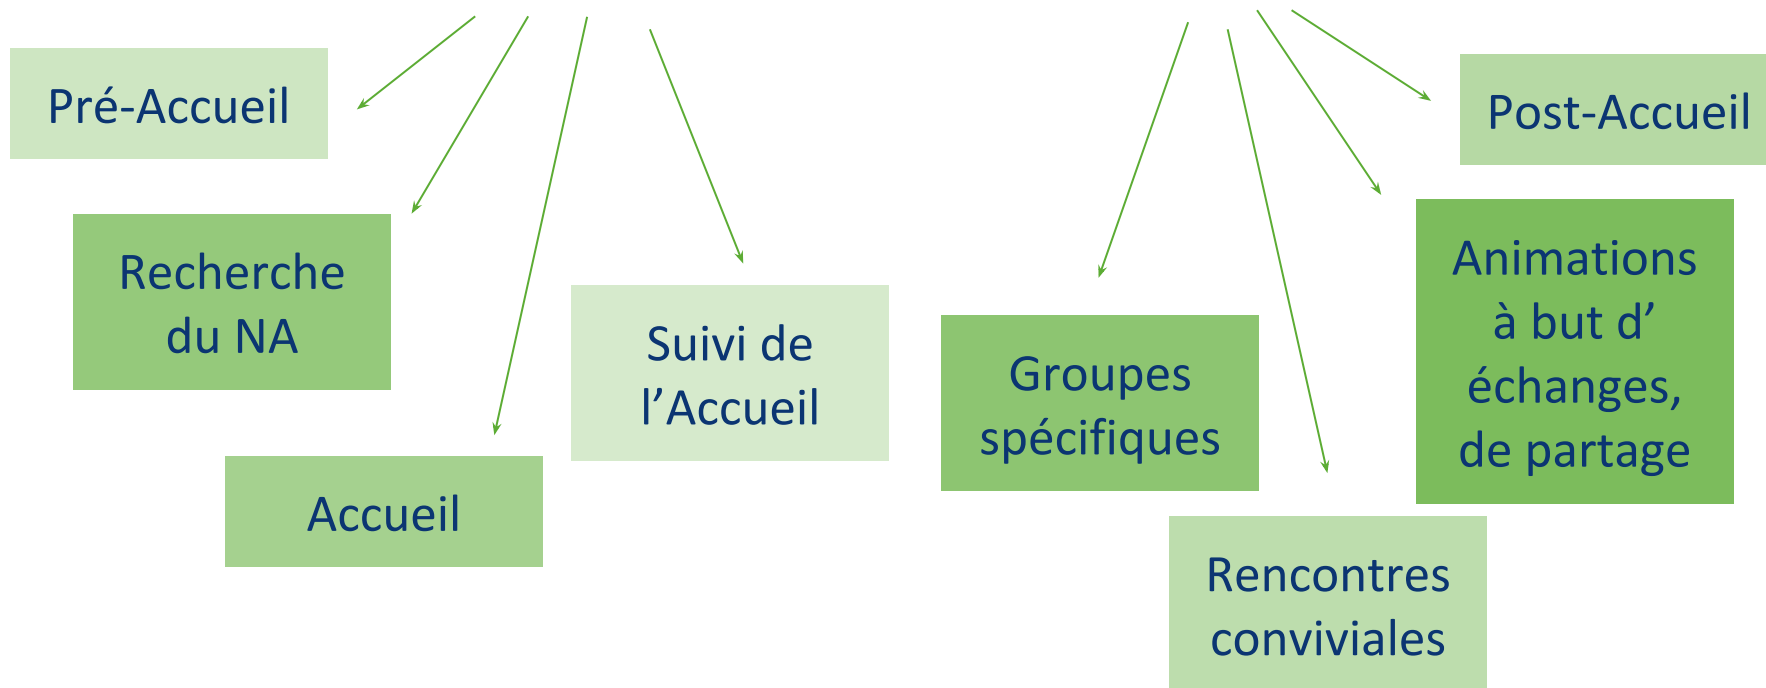 Pré-Accueil
Recherche
du NA
Accueil
Suivi de
l’Accueil
Groupes
spécifiques
Rencontres
conviviales
Animations
à but d’
échanges,
de partage
Post-Accueil